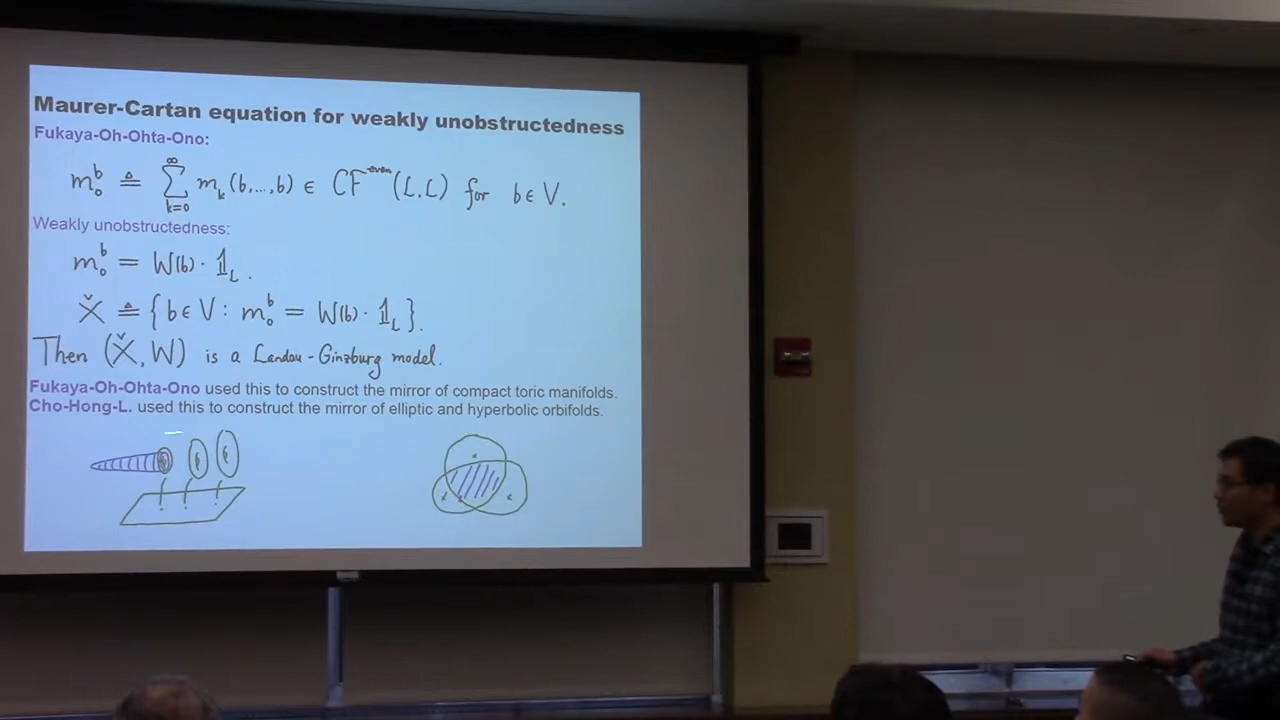 Maurer-Cartan equation for weakly unobstructedness
Fukaya-Oh-Ohta-Ono:
m₀ᵇ ≜ ∑_{k=0}^{∞} mₖ(b,...,b) ∈ CF^{even}(L.L) for b∈V.
Weakly unobstructedness:
m₀ᵇ = W(b)· 𝟙_L.
X̌ ≜ {b∈V: m₀ᵇ = W(b)· 𝟙_L}.
Then (X̌, W) is a Landau-Ginzburg model.
Fukaya-Oh-Ohta-Ono used this to construct the mirror of compact toric manifolds.
Cho-Hong-L. used this to construct the mirror of elliptic and hyperbolic orbifolds.